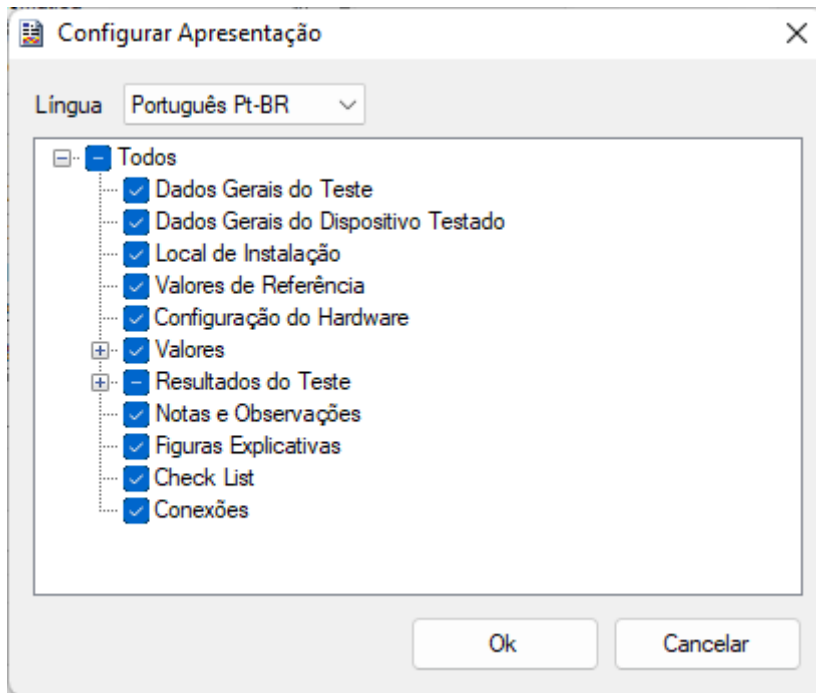 Configurar Apresentação
Língua Português Pt-BR
Todos
Dados Gerais do Teste
Dados Gerais do Dispositivo Testado
Local de Instalação
Valores de Referência
Configuração do Hardware
Valores
Resultados do Teste
Notas e Observações
Figuras Explicativas
Check List
Conexões
Ok Cancelar